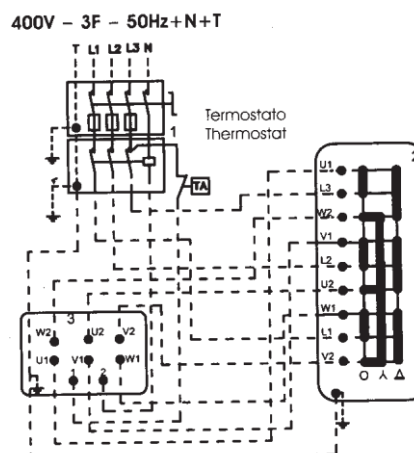 400V - 3F - 50Hz+N+T
T L1 L2 L3 N
1
Termostato
Thermostat
TA
2
U1
L3
W2
V1
L2
U2
W1
L1
V2
O Y Δ
3
W2 U2 V2
U1 V1 W1
1 2